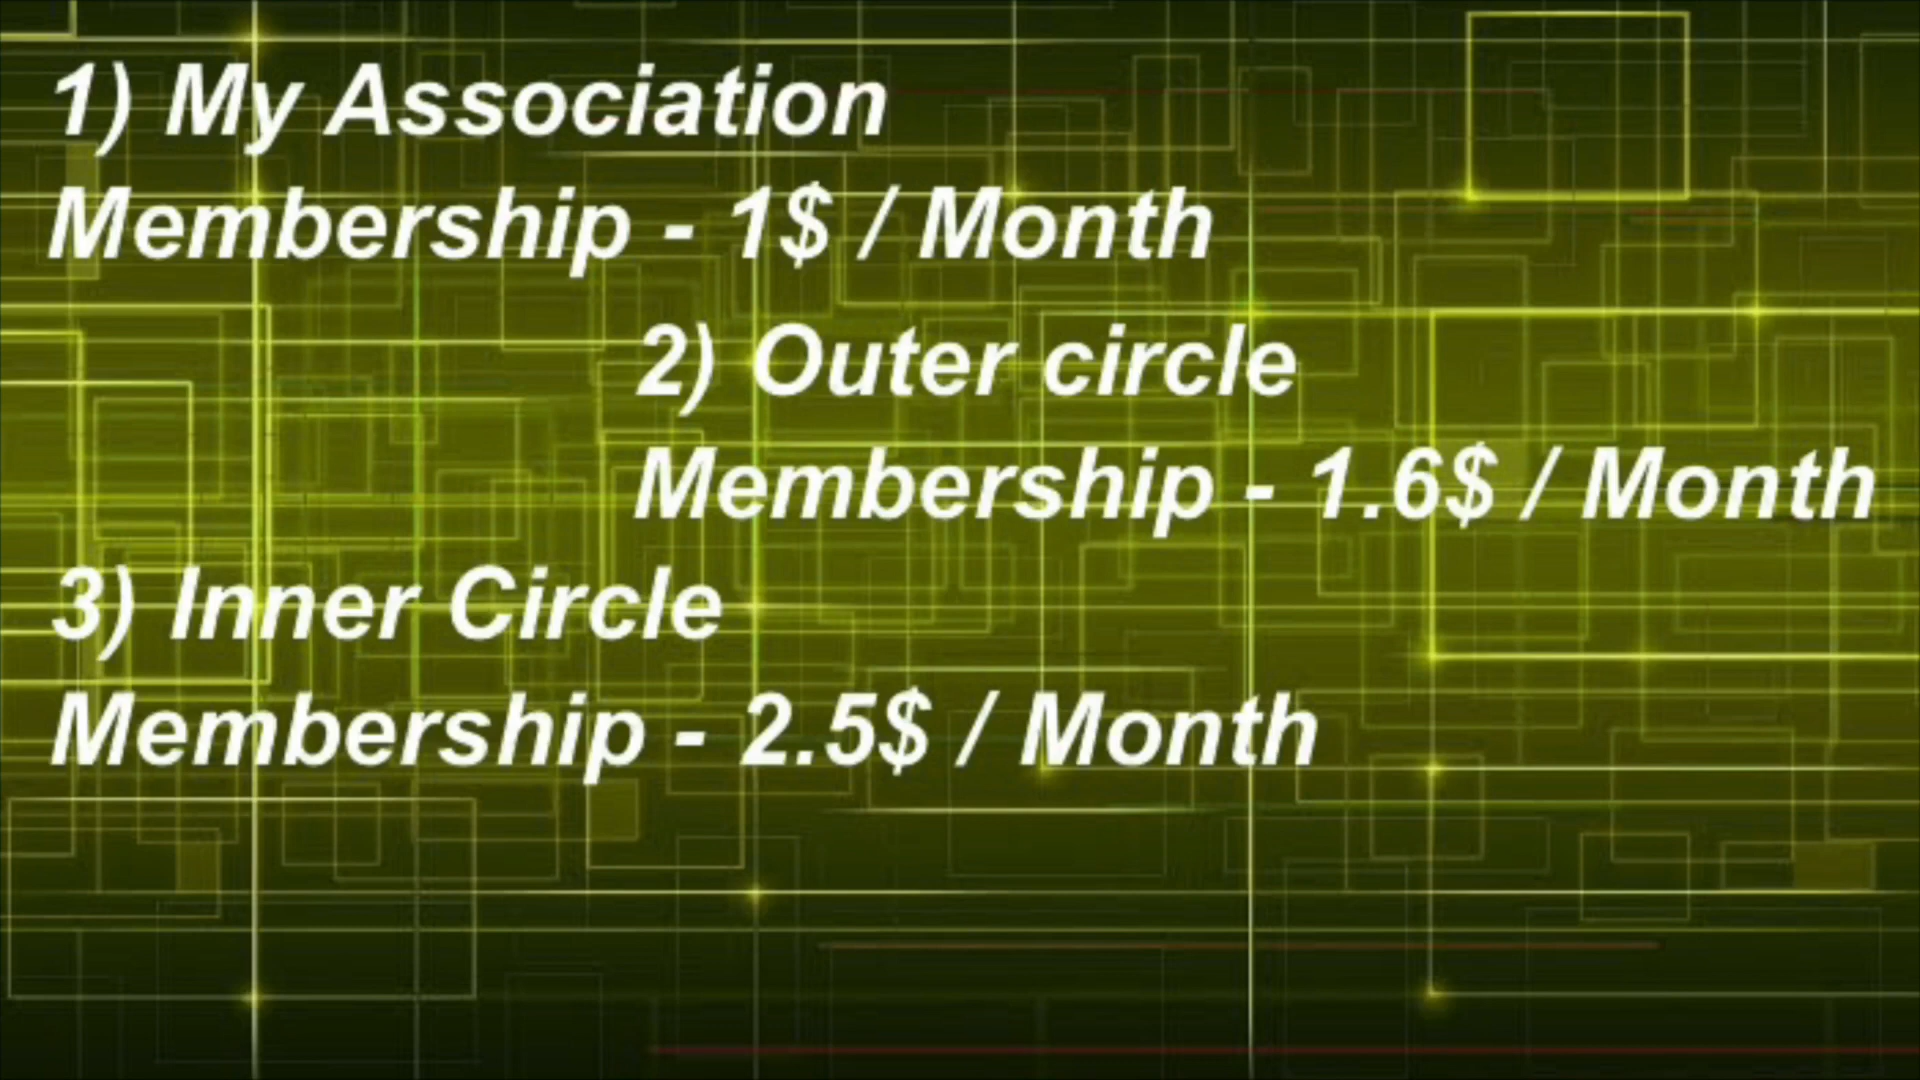 1) My Association
Membership - 1$ / Month
2) Outer circle
Membership - 1.6$ / Month
3) Inner Circle
Membership - 2.5$ / Month